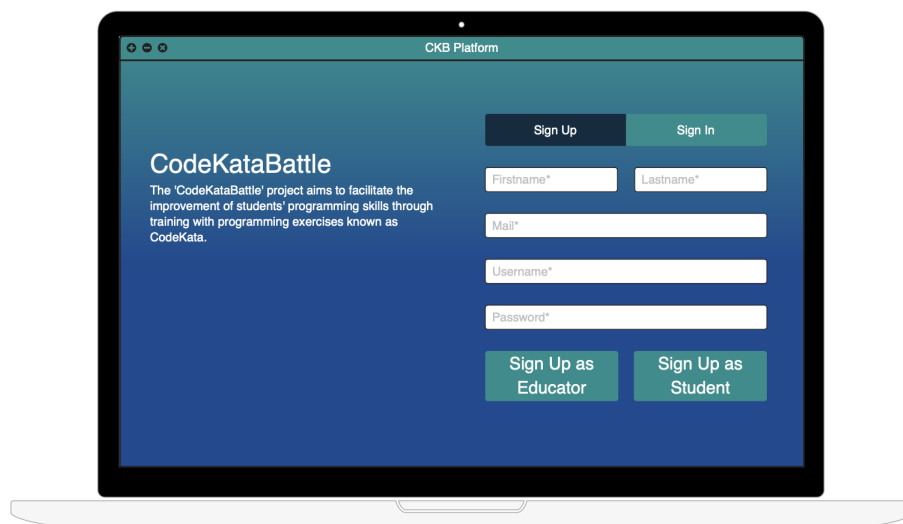 CKB Platform
CodeKataBattle
The 'CodeKataBattle' project aims to facilitate the
improvement of students' programming skills through
training with programming exercises known as
CodeKata.
Sign Up Sign In
Firstname* Lastname*
Mail*
Username*
Password*
Sign Up as
Educator
Sign Up as
Student